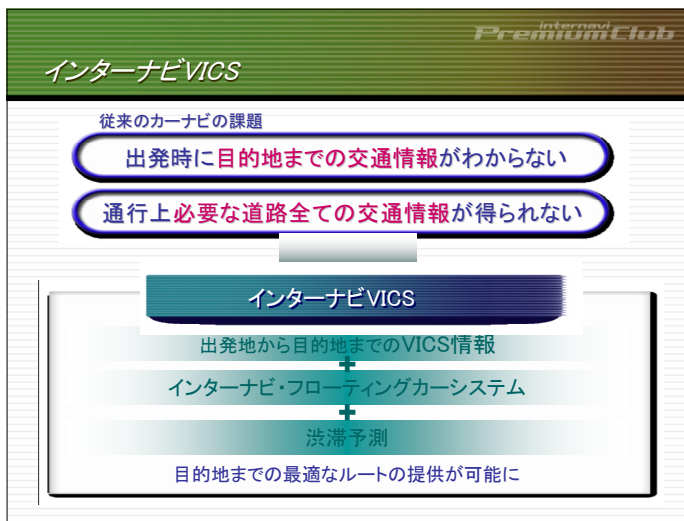 internavi
PremiumClub
インターナビVICS
従来のカーナビの課題
出発時に目的地までの交通情報がわからない
通行上必要な道路全ての交通情報が得られない
インターナビVICS
出発地から目的地までのVICS情報
+
インターナビ・フローティングカーシステム
+
渋滞予測
目的地までの最適なルートの提供が可能に